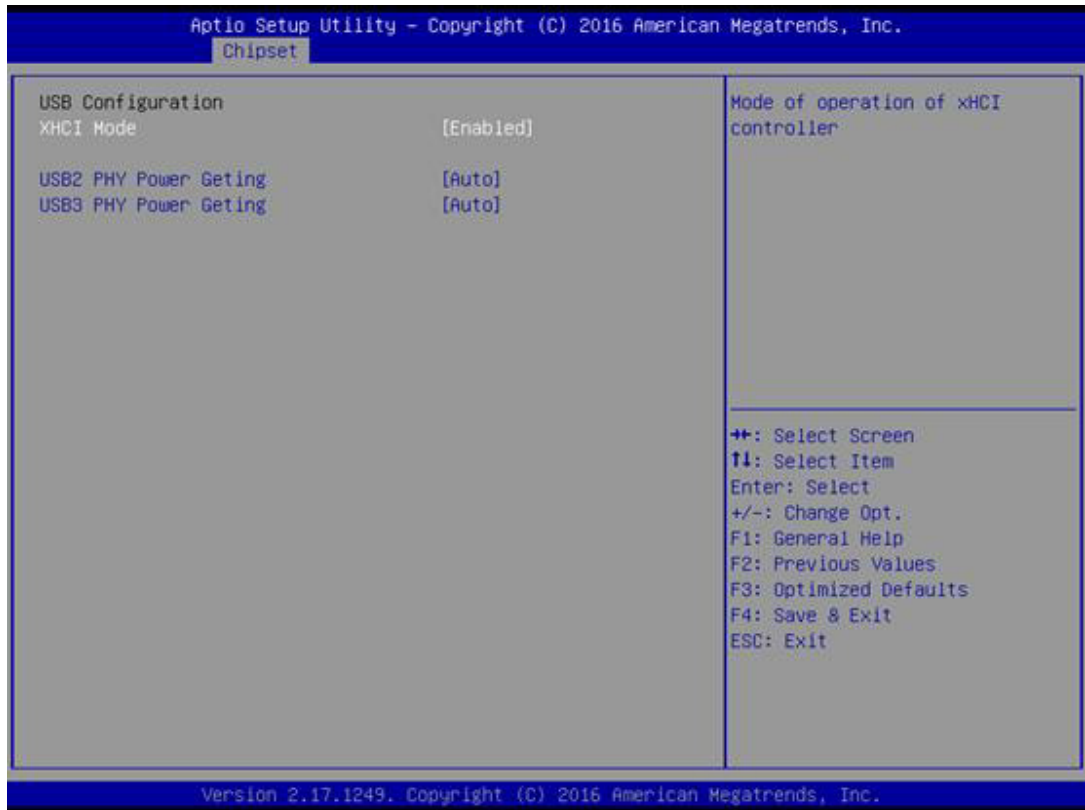 Aptio Setup Utility – Copyright (C) 2016 American Megatrends, Inc.
Chipset
USB Configuration
XHCI Mode [Enabled]
USB2 PHY Power Geting [Auto]
USB3 PHY Power Geting [Auto]
Mode of operation of xHCI
controller
→←: Select Screen
↑↓: Select Item
Enter: Select
+/-: Change Opt.
F1: General Help
F2: Previous Values
F3: Optimized Defaults
F4: Save & Exit
ESC: Exit
Version 2.17.1249. Copyright (C) 2016 American Megatrends, Inc.